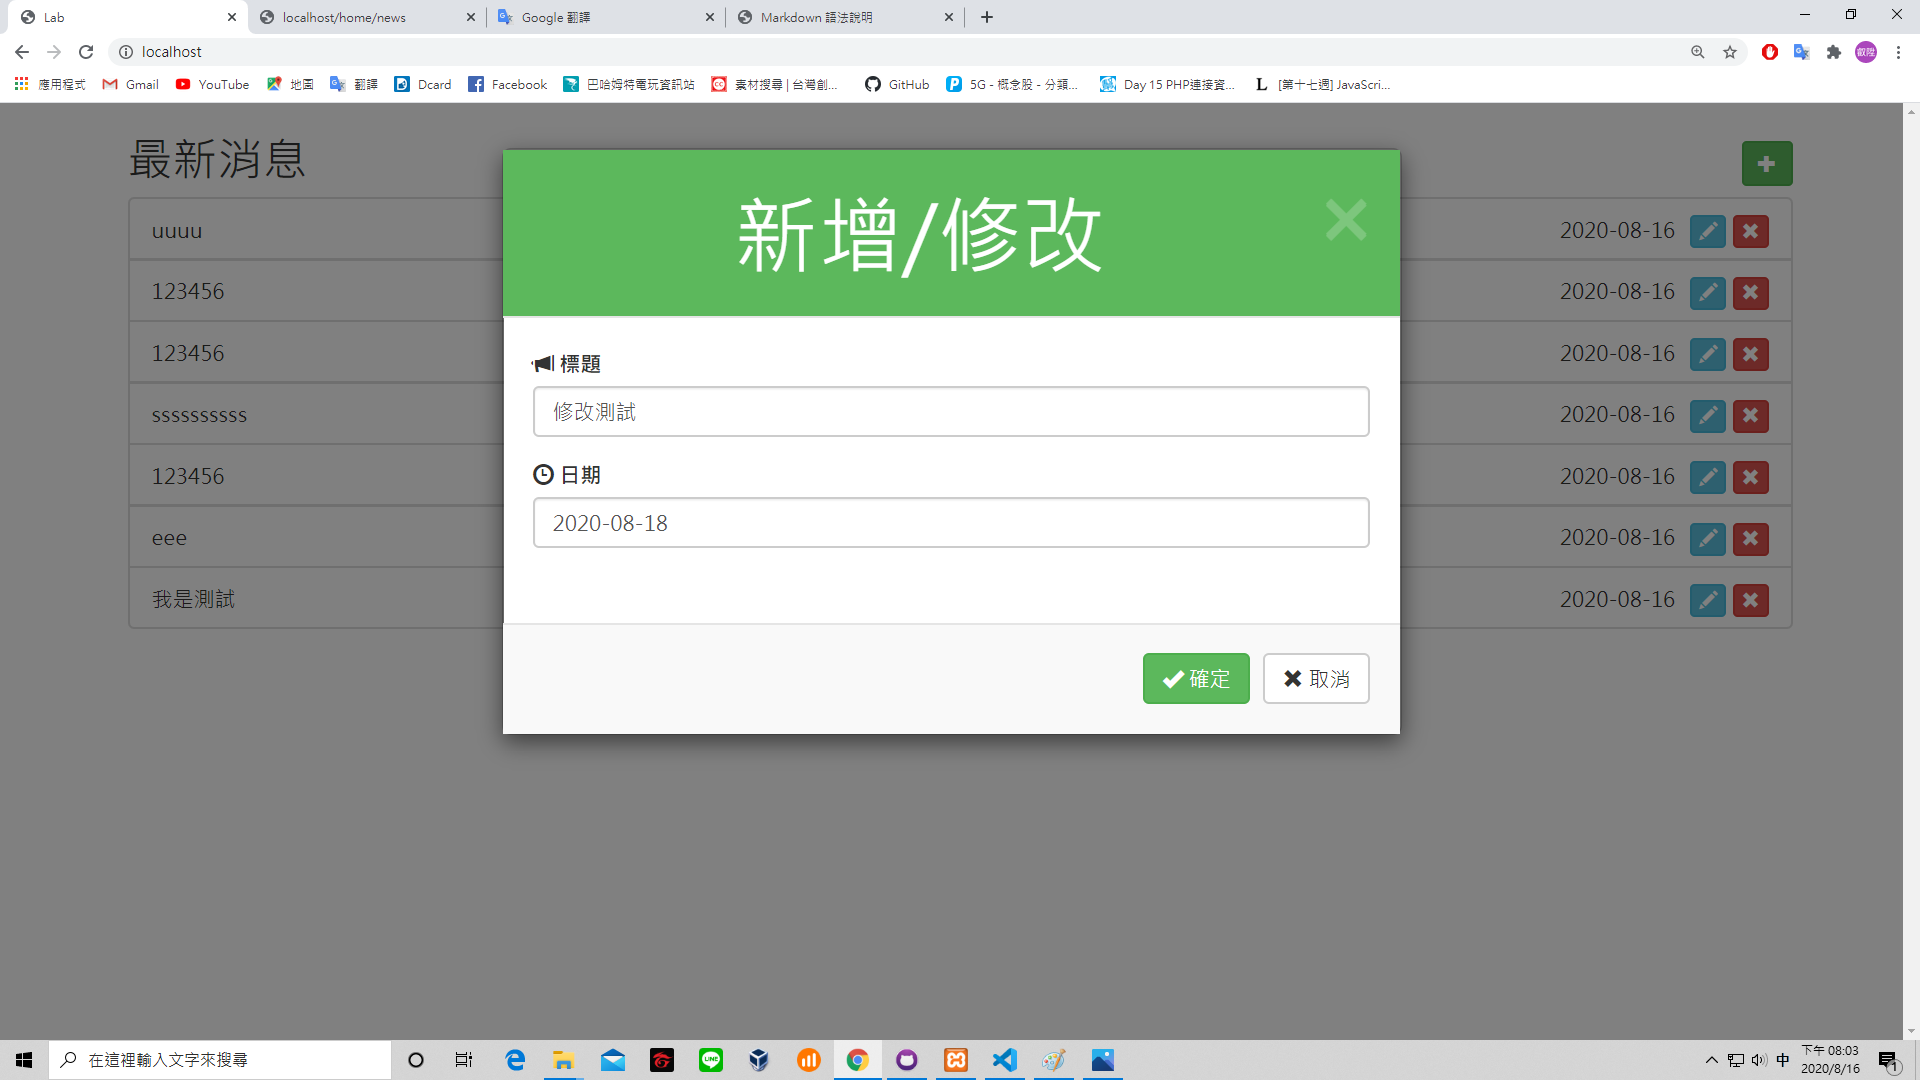 Lab
localhost/home/news
Google 翻譯
Markdown 語法說明
localhost
應用程式
Gmail
YouTube
地圖
翻譯
Dcard
Facebook
巴哈姆特電玩資訊站
素材搜尋 | 台灣創...
GitHub
5G - 概念股 - 分類...
Day 15 PHP連接資...
[第十七週] JavaScri...
最新消息
新增/修改
uuuu
2020-08-16
123456
2020-08-16
123456
2020-08-16
ssssssssss
2020-08-16
123456
2020-08-16
eee
2020-08-16
我是測試
2020-08-16
標題
修改測試
日期
2020-08-18
確定
取消
在這裡輸入文字來搜尋
LINE
中
下午 08:03
2020/8/16
1